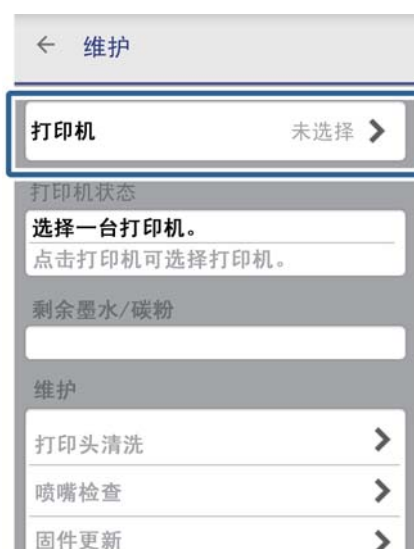 维护
打印机 未选择
打印机状态
选择一台打印机。
点击打印机可选择打印机。
剩余墨水/碳粉
维护
打印头清洗
喷嘴检查
固件更新